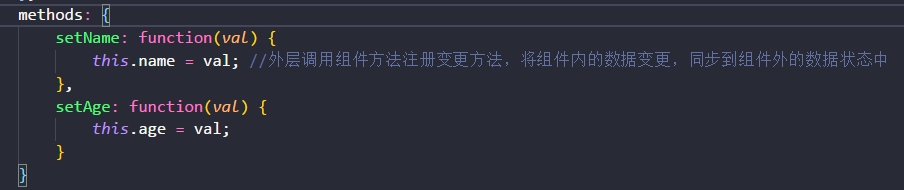 methods: {
    setName: function(val) {
        this.name = val; //外层调用组件方法注册变更方法，将组件内的数据变更，同步到组件外的数据状态中
    },
    setAge: function(val) {
        this.age = val;
    }
}